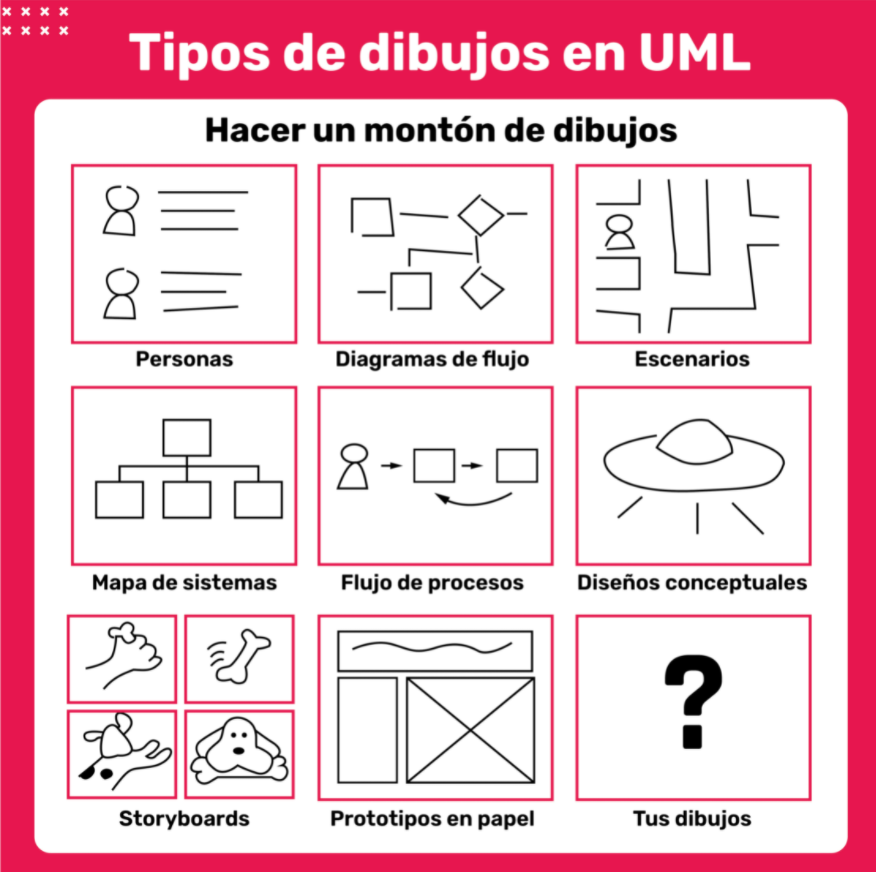 Tipos de dibujos en UML
Hacer un montón de dibujos
Personas
Diagramas de flujo
Escenarios
Mapa de sistemas
Flujo de procesos
Diseños conceptuales
?
Storyboards
Prototipos en papel
Tus dibujos